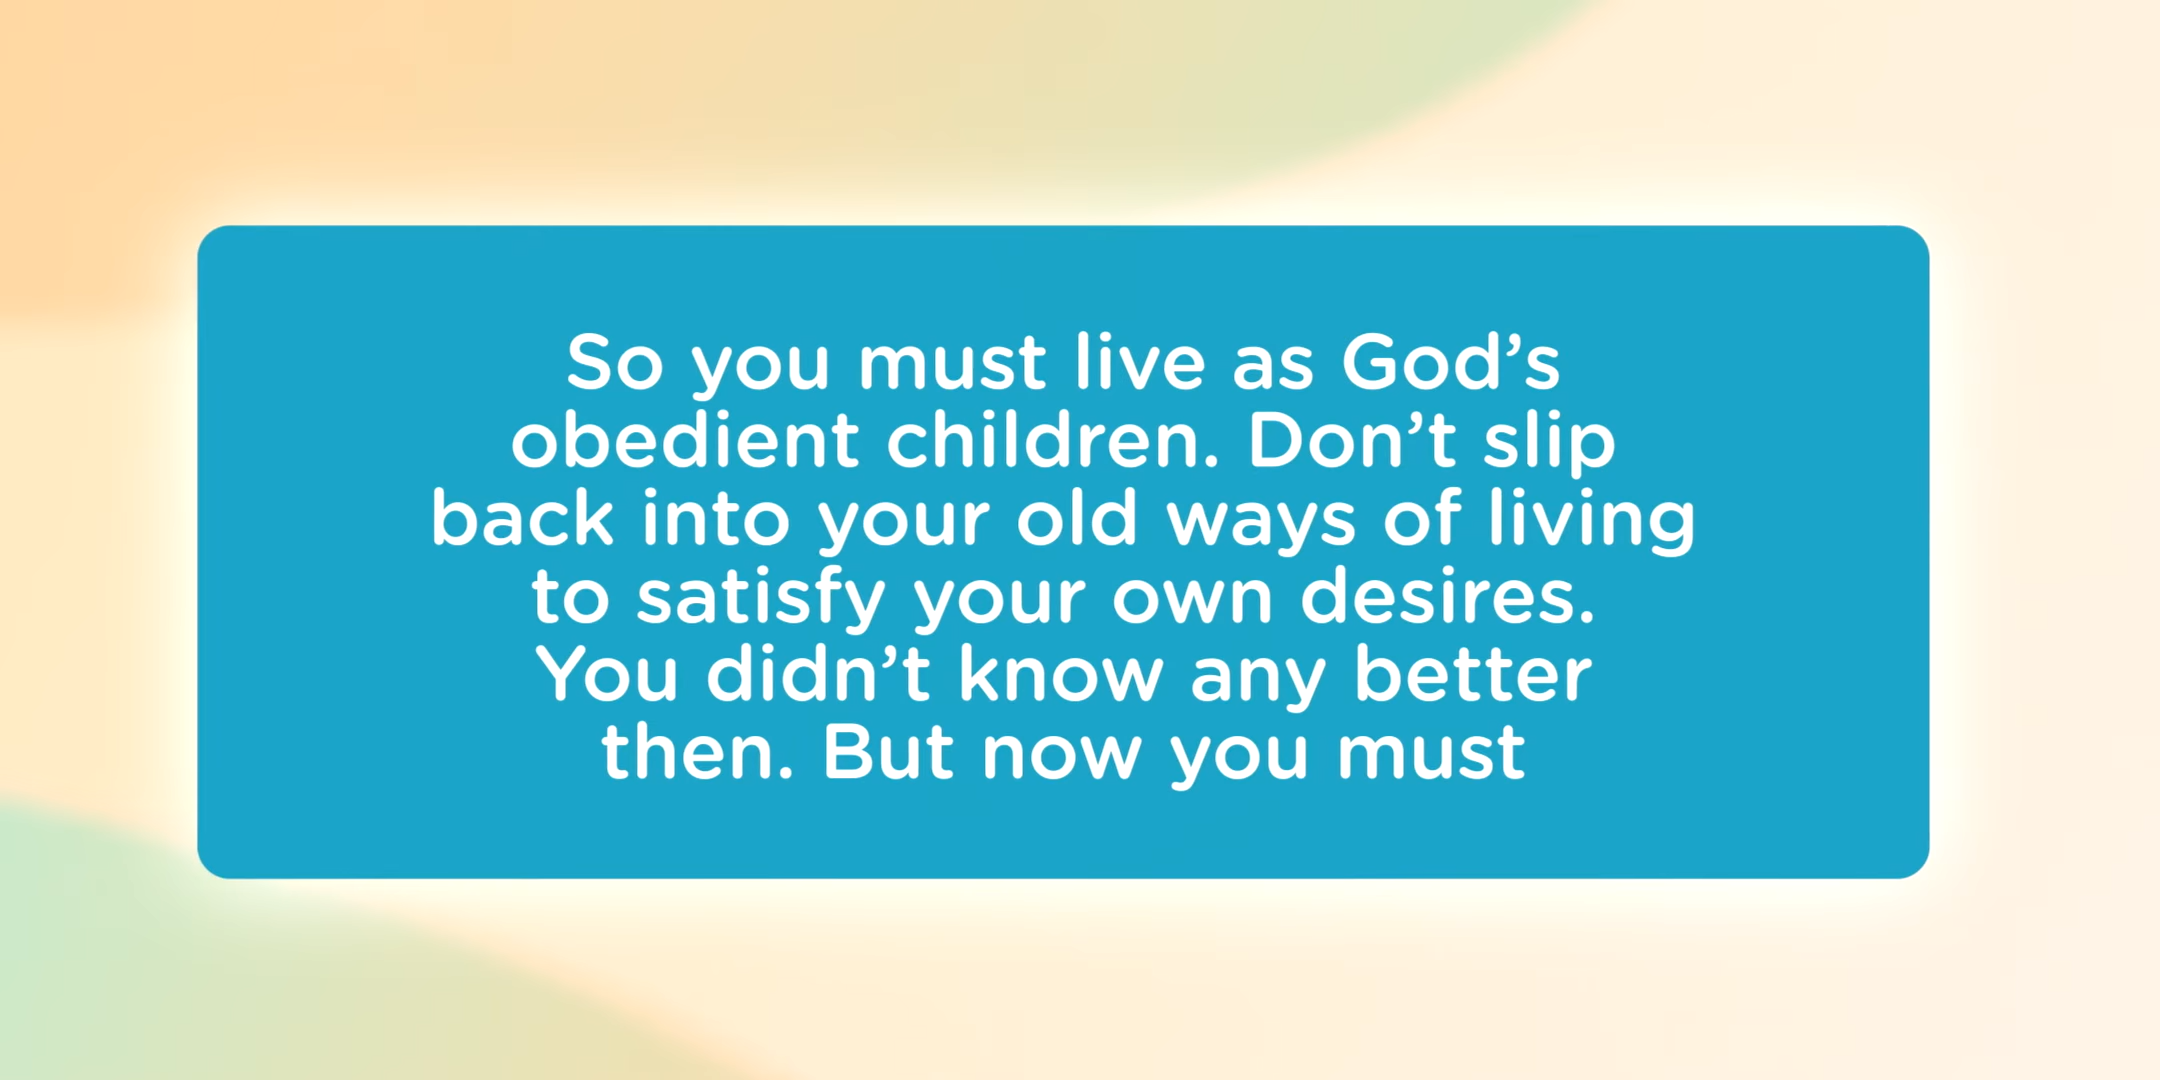 So you must live as God’s
obedient children. Don’t slip
back into your old ways of living
to satisfy your own desires.
You didn’t know any better
then. But now you must